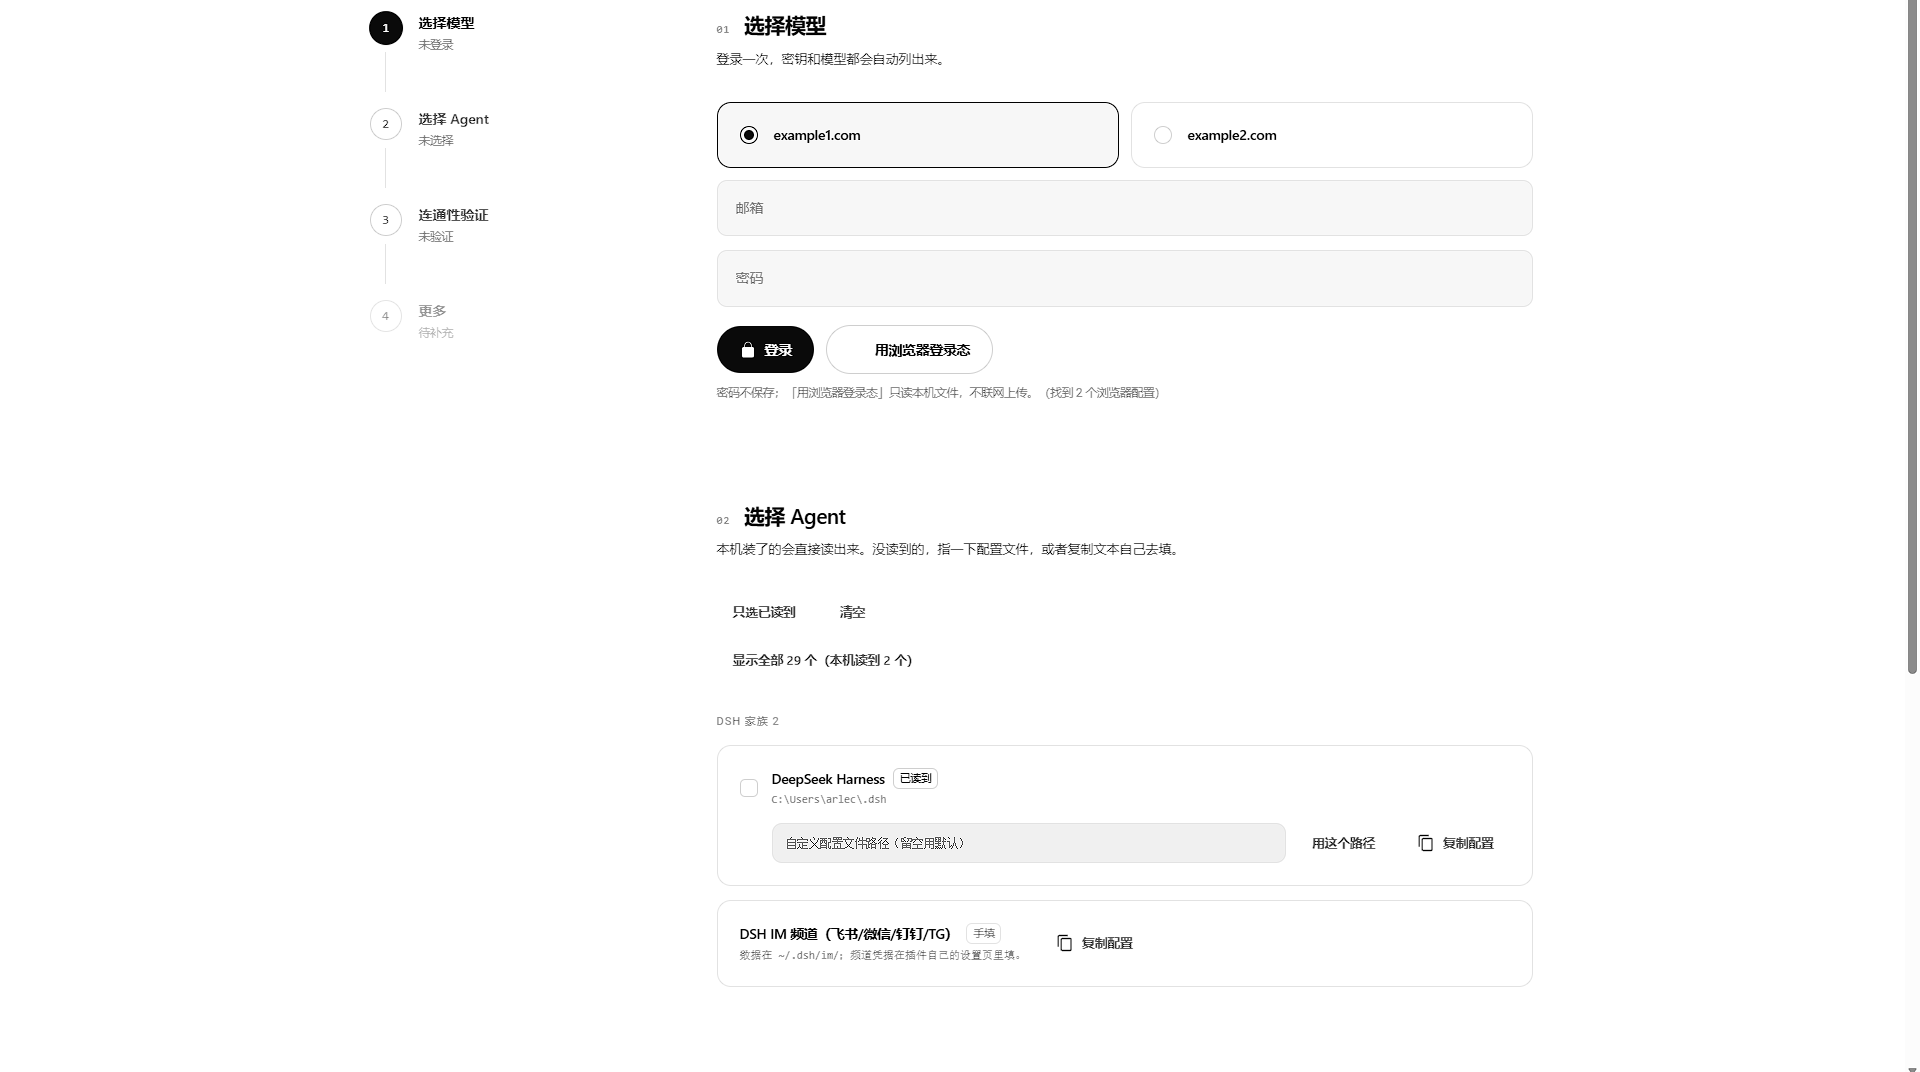 1
选择模型
未登录
2
选择 Agent
未选择
3
连通性验证
未验证
4
更多
待补充
01 选择模型
登录一次，密钥和模型都会自动列出来。
example1.com
example2.com
邮箱
密码
登录
用浏览器登录态
密码不保存；「用浏览器登录态」只读本机文件，不联网上传。（找到 2 个浏览器配置）
02 选择 Agent
本机装了的会直接读出来。没读到的，指一下配置文件，或者复制文本自己去填。
只选已读到 清空
显示全部 29 个（本机读到 2 个）
DSH 家族 2
DeepSeek Harness 已读到
C:\Users\arlec\.dsh
自定义配置文件路径（留空用默认） 用这个路径 复制配置
DSH IM 频道（飞书/微信/钉钉/TG） 手填
数据在 ~/.dsh/im/；频道凭据在插件自己的设置页里填。
复制配置